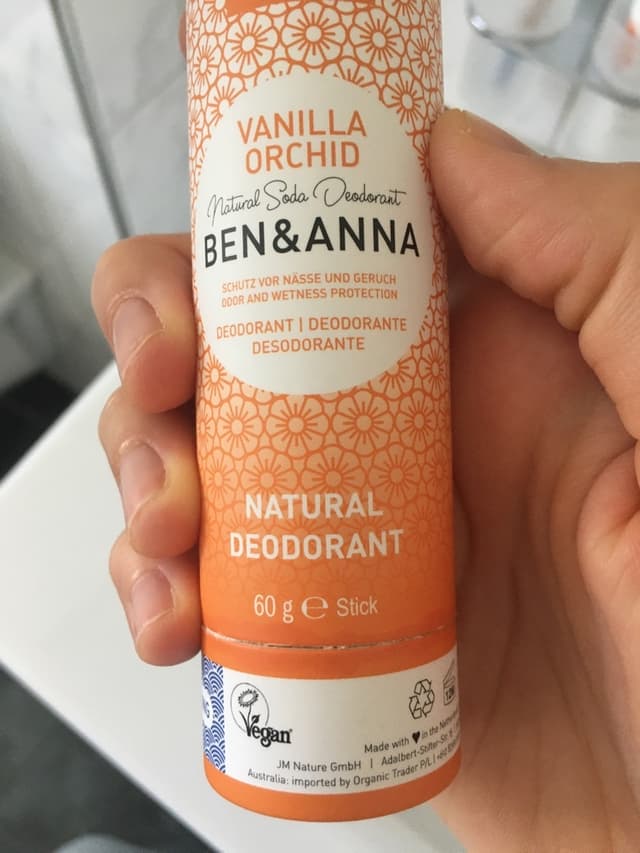 VANILLA
ORCHID
Natural Soda Deodorant
BEN&ANNA
SCHUTZ VOR NÄSSE UND GERUCH
ODOR AND WETNESS PROTECTION
DEODORANT | DEODORANTE
DESODORANTE
NATURAL
DEODORANT
60 g ℮ Stick
Vegan
12M
Made with ♥ in the
JM Nature GmbH | Adalbert-Stifter-Str.
Australia: imported by Organic Trader P/L |